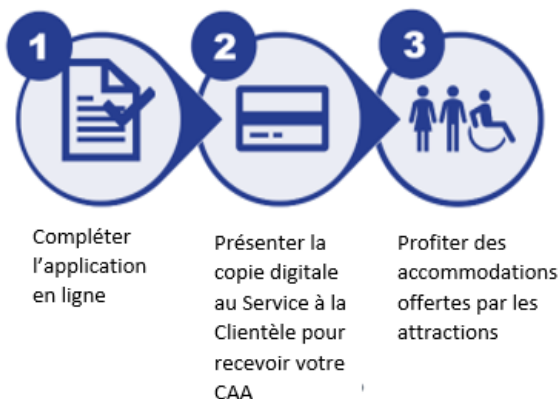 1
2
3
Compléter
l'application
en ligne
Présenter la
copie digitale
au Service à la
Clientèle pour
recevoir votre
CAA
Profiter des
accommodations
offertes par les
attractions